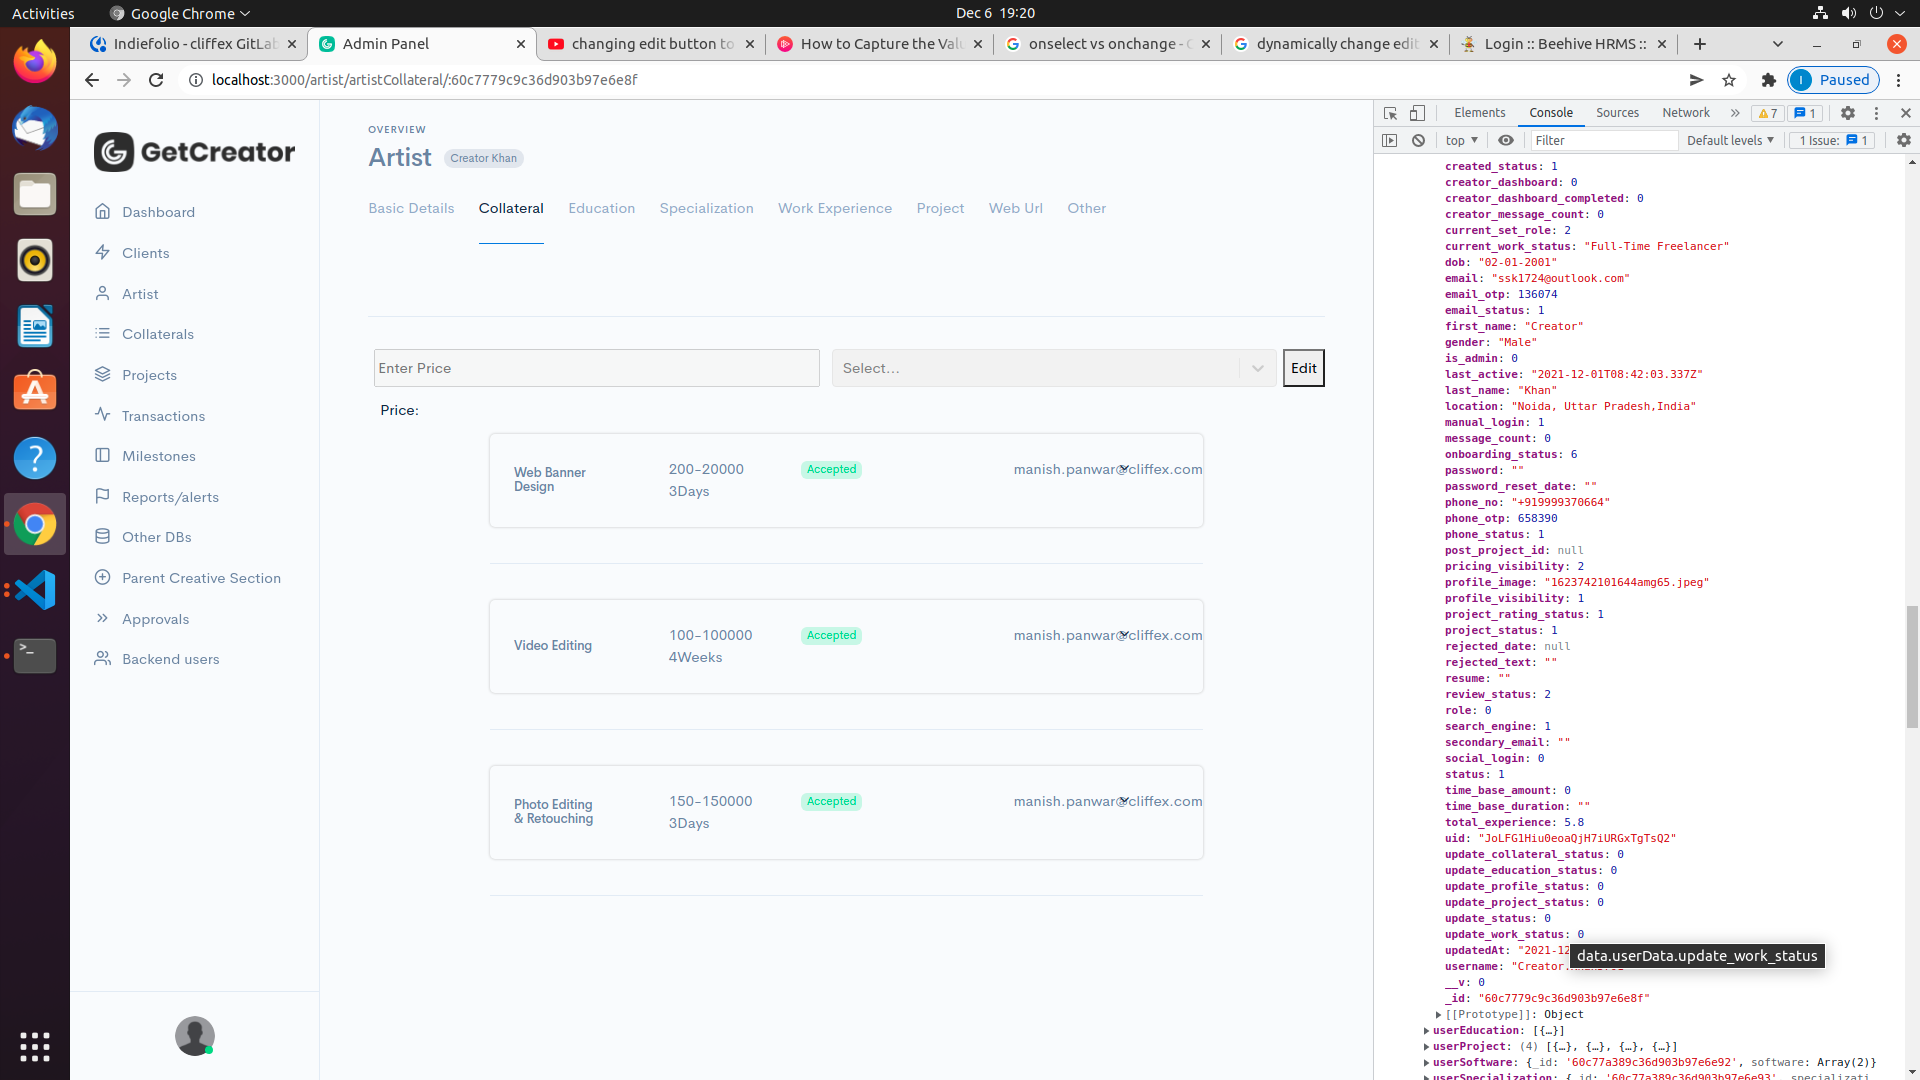 Activities
Google Chrome
Dec 6 19:20
Indiefolio - cliffex GitLab
Admin Panel
changing edit button to
How to Capture the Valu
onselect vs onchange - G
dynamically change edit
Login :: Beehive HRMS ::
localhost:3000/artist/artistCollateral/:60c7779c9c36d903b97e6e8f
I
Paused
GetCreator
Dashboard
Clients
Artist
Collaterals
Projects
Transactions
Milestones
Reports/alerts
Other DBs
Parent Creative Section
Approvals
Backend users
OVERVIEW
Artist
Creator Khan
Basic Details
Collateral
Education
Specialization
Work Experience
Project
Web Url
Other
Enter Price
Select...
Edit
Price:
Web Banner
Design
200-20000
3Days
Accepted
manish.panwar@cliffex.com
Video Editing
100-100000
4Weeks
Accepted
manish.panwar@cliffex.com
Photo Editing
& Retouching
150-150000
3Days
Accepted
manish.panwar@cliffex.com
Elements
Console
Sources
Network
7
1
top
Filter
Default levels
1 Issue:
1
created_status: 1
creator_dashboard: 0
creator_dashboard_completed: 0
creator_message_count: 0
current_set_role: 2
current_work_status: "Full-Time Freelancer"
dob: "02-01-2001"
email: "ssk1724@outlook.com"
email_otp: 136074
email_status: 1
first_name: "Creator"
gender: "Male"
is_admin: 0
last_active: "2021-12-01T08:42:03.337Z"
last_name: "Khan"
location: "Noida, Uttar Pradesh,India"
manual_login: 1
message_count: 0
onboarding_status: 6
password: ""
password_reset_date: ""
phone_no: "+919999370664"
phone_otp: 658390
phone_status: 1
post_project_id: null
pricing_visibility: 2
profile_image: "1623742101644amg65.jpeg"
profile_visibility: 1
project_rating_status: 1
project_status: 1
rejected_date: null
rejected_text: ""
resume: ""
review_status: 2
role: 0
search_engine: 1
secondary_email: ""
social_login: 0
status: 1
time_base_amount: 0
time_base_duration: ""
total_experience: 5.8
uid: "JoLFG1Hiu0eoaQjH7iURGxTgTsQ2"
update_collateral_status: 0
update_education_status: 0
update_profile_status: 0
update_project_status: 0
update_status: 0
update_work_status: 0
updatedAt: "2021-12
data.userData.update_work_status
username: "Creator.
__v: 0
_id: "60c7779c9c36d903b97e6e8f"
[[Prototype]]: Object
userEducation: [{…}]
userProject: (4) [{…}, {…}, {…}, {…}]
userSoftware: {_id: '60c77a389c36d903b97e6e92', software: Array(2)}
userSpecialization: {_id: '60c77a389c36d903b97e6e93', specializati